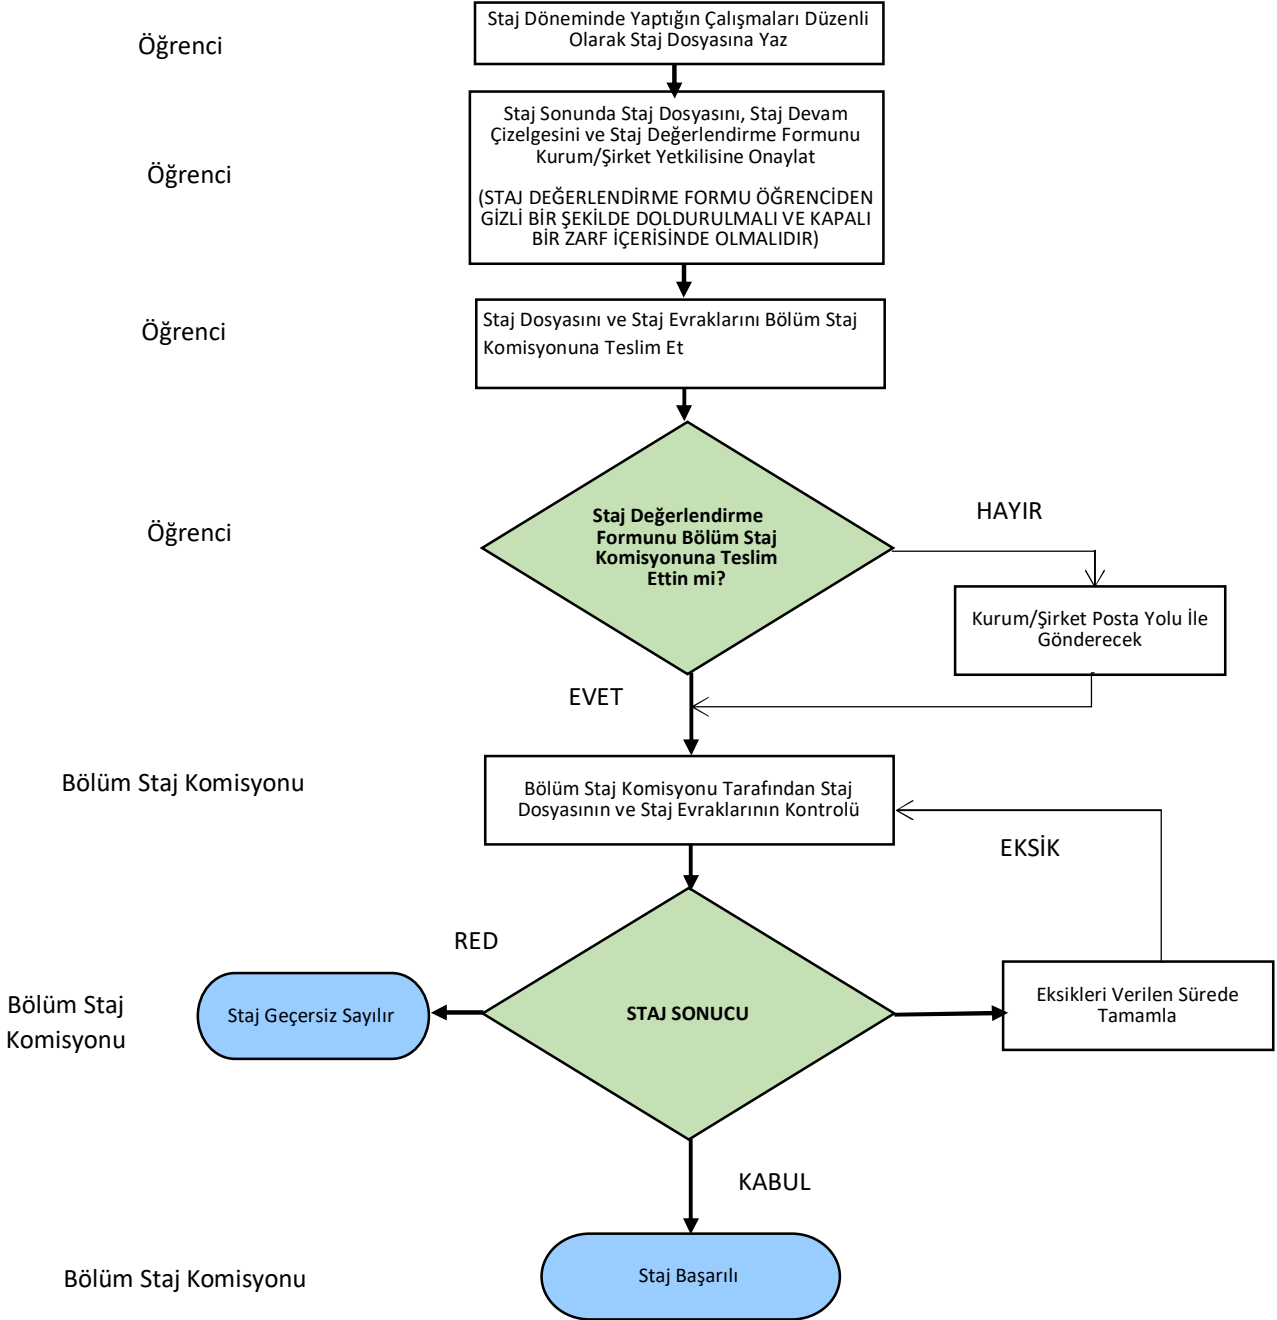 Öğrenci
Staj Döneminde Yaptığın Çalışmaları Düzenli
Olarak Staj Dosyasına Yaz
Öğrenci
Staj Sonunda Staj Dosyasını, Staj Devam
Çizelgesini ve Staj Değerlendirme Formunu
Kurum/Şirket Yetkilisine Onaylat
(STAJ DEĞERLENDİRME FORMU ÖĞRENCİDEN
GİZLİ BİR ŞEKİLDE DOLDURULMALI VE KAPALI
BİR ZARF İÇERİSİNDE OLMALIDIR)
Öğrenci
Staj Dosyasını ve Staj Evraklarını Bölüm Staj
Komisyonuna Teslim Et
Öğrenci
Staj Değerlendirme
Formunu Bölüm Staj
Komisyonuna Teslim
Ettin mi?
HAYIR
Kurum/Şirket Posta Yolu İle
Gönderecek
EVET
Bölüm Staj Komisyonu
Bölüm Staj Komisyonu Tarafından Staj
Dosyasının ve Staj Evraklarının Kontrolü
EKSİK
RED
Bölüm Staj
Komisyonu
Staj Geçersiz Sayılır
STAJ SONUCU
Eksikleri Verilen Sürede
Tamamla
KABUL
Bölüm Staj Komisyonu
Staj Başarılı